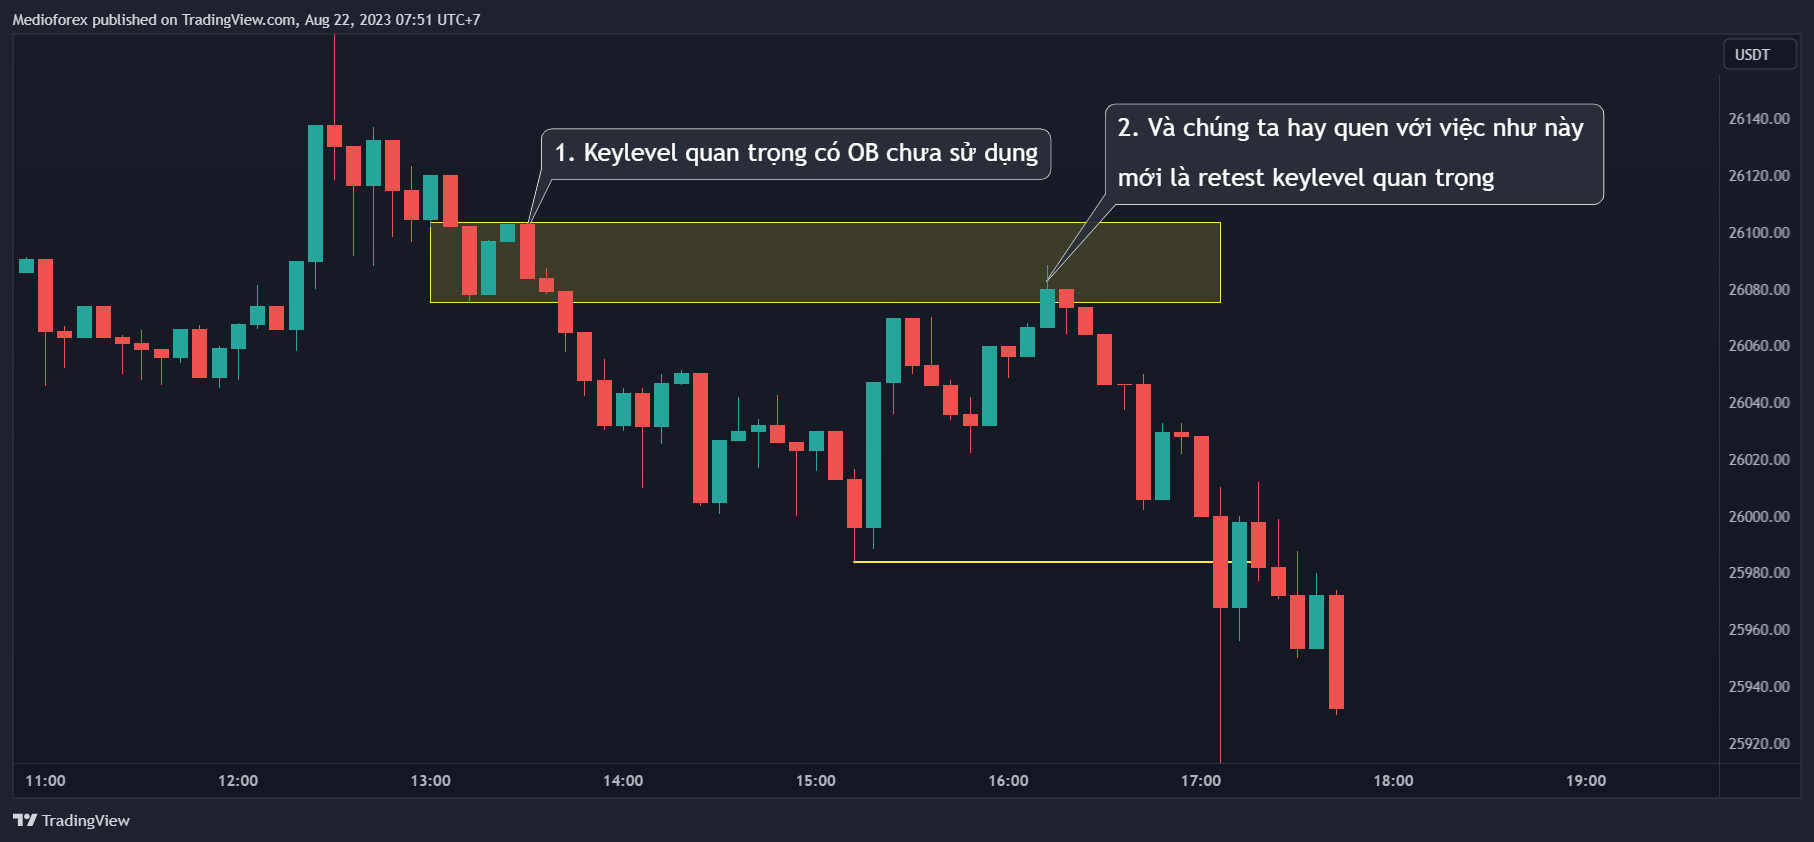 Medioforex published on TradingView.com, Aug 22, 2023 07:51 UTC+7
USDT
1. Keylevel quan trọng có OB chưa sử dụng
2. Và chúng ta hay quen với việc như này
mới là retest keylevel quan trọng
26140.00
26120.00
26100.00
26080.00
26060.00
26040.00
26020.00
26000.00
25980.00
25960.00
25940.00
25920.00
11:00 12:00 13:00 14:00 15:00 16:00 17:00 18:00 19:00
TradingView